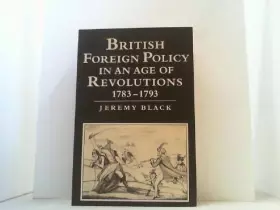 BRITISH
FOREIGN POLICY
IN AN AGE OF
REVOLUTIONS
1783–1793
JEREMY BLACK